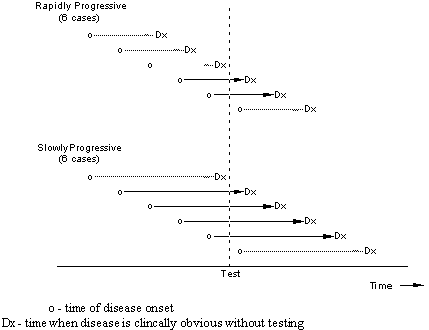 Rapidly Progressive
(6 cases)
o Dx
o Dx
o Dx
o Dx
o Dx
o Dx
Slowly Progressive
(6 cases)
o Dx
o Dx
o Dx
o Dx
o Dx
o Dx
Test
Time
o - time of disease onset
Dx - time when disease is clincally obvious without testing